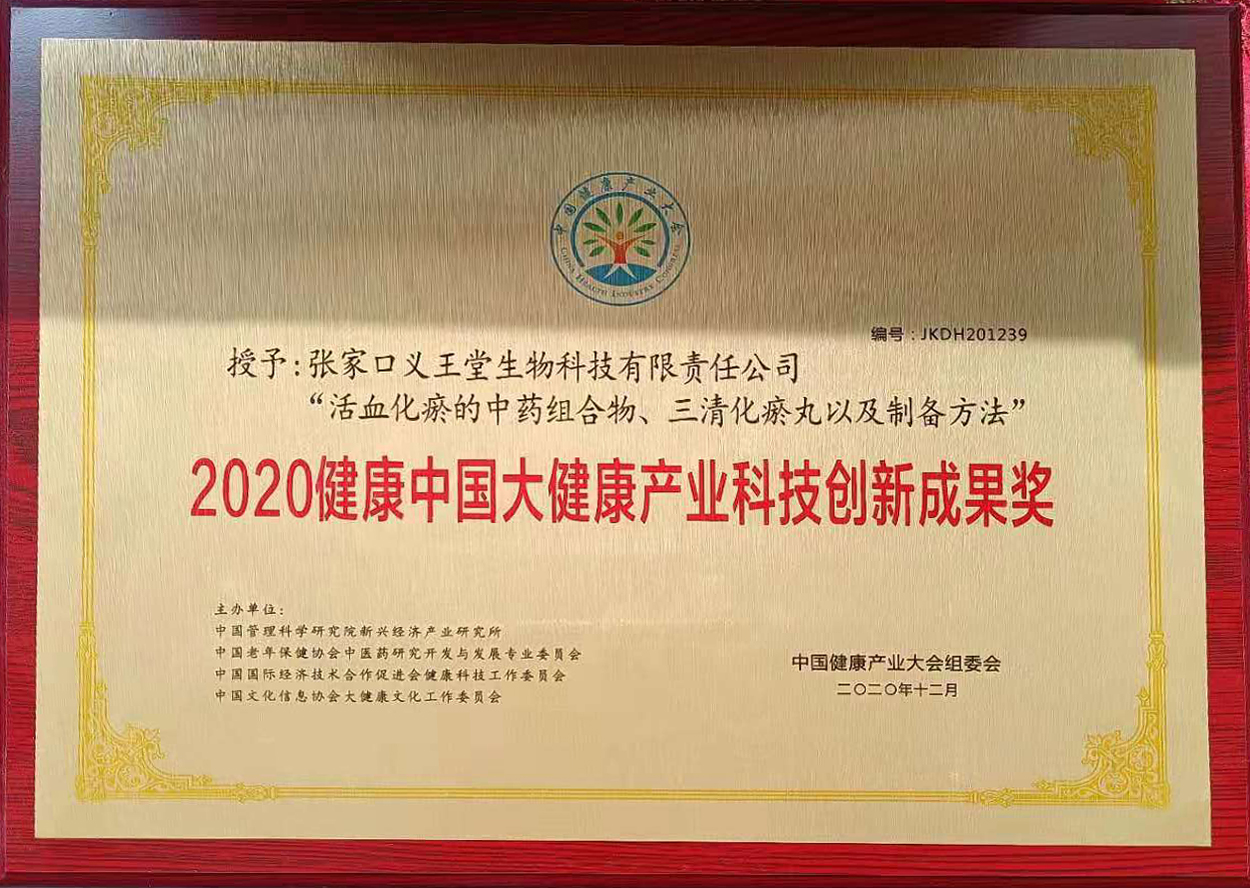 中国健康产业大会
CHINA HEALTH INDUSTRY CONGRESS
编号：JKDH201239
授予：张家口义王堂生物科技有限责任公司
“活血化瘀的中药组合物、三清化瘀丸以及制备方法”
2020健康中国大健康产业科技创新成果奖
主办单位：
中国管理科学研究院新兴经济产业研究所
中国老年保健协会中医药研究开发与发展专业委员会
中国国际经济技术合作促进会健康科技工作委员会
中国文化信息协会大健康文化工作委员会
中国健康产业大会组委会
二〇二〇年十二月